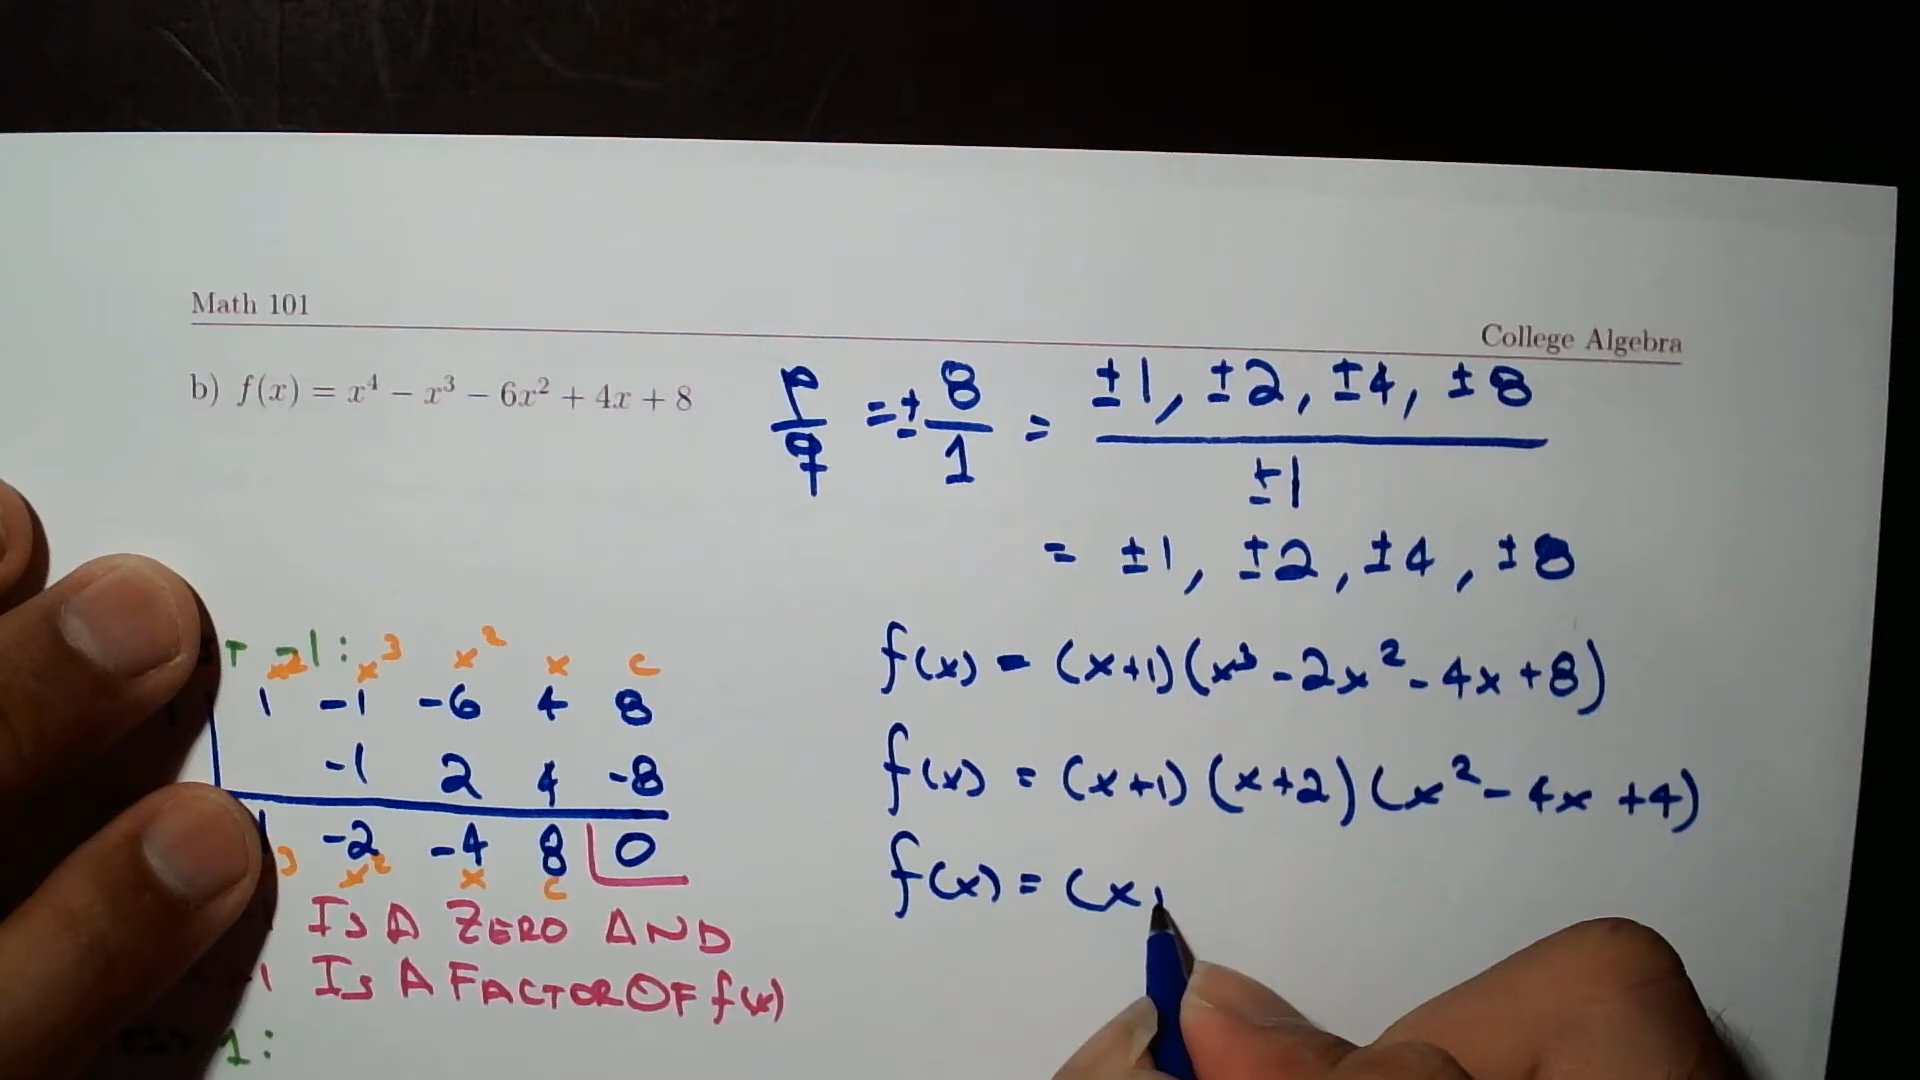 Math 101
College Algebra
b) f(x) = x⁴ − x³ − 6x² + 4x + 8
p/q = ± 8/1 = ±1, ±2, ±4, ±8 / ±1
= ±1, ±2, ±4, ±8
f(x) = (x+1)(x³-2x²-4x+8)
f(x) = (x+1)(x+2)(x²-4x+4)
f(x) = (x
-1:
x³ x² x c
1 -1 -6 4 8
-1 2 4 -8
-2 -4 8 0
3 x² x c
IS A ZERO AND
IS A FACTOR OF f(x)
1: